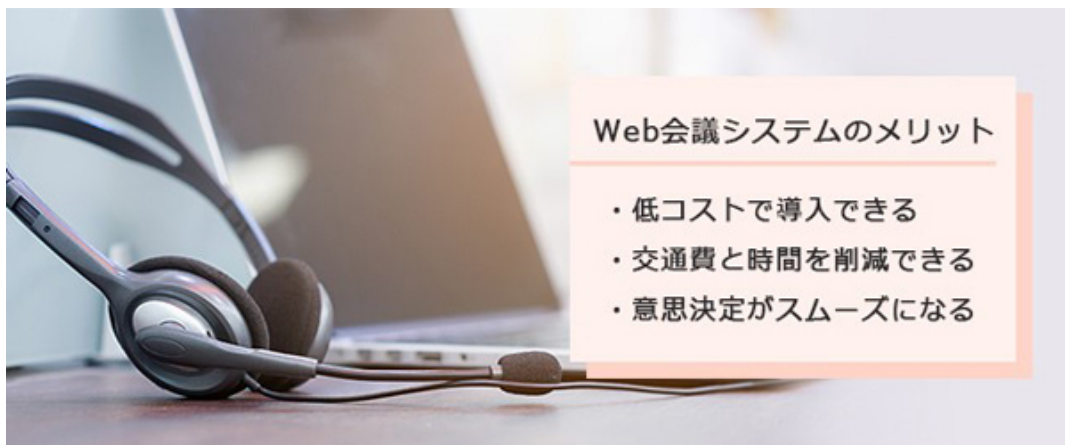 Web会議システムのメリット
・低コストで導入できる
・交通費と時間を削減できる
・意思決定がスムーズになる